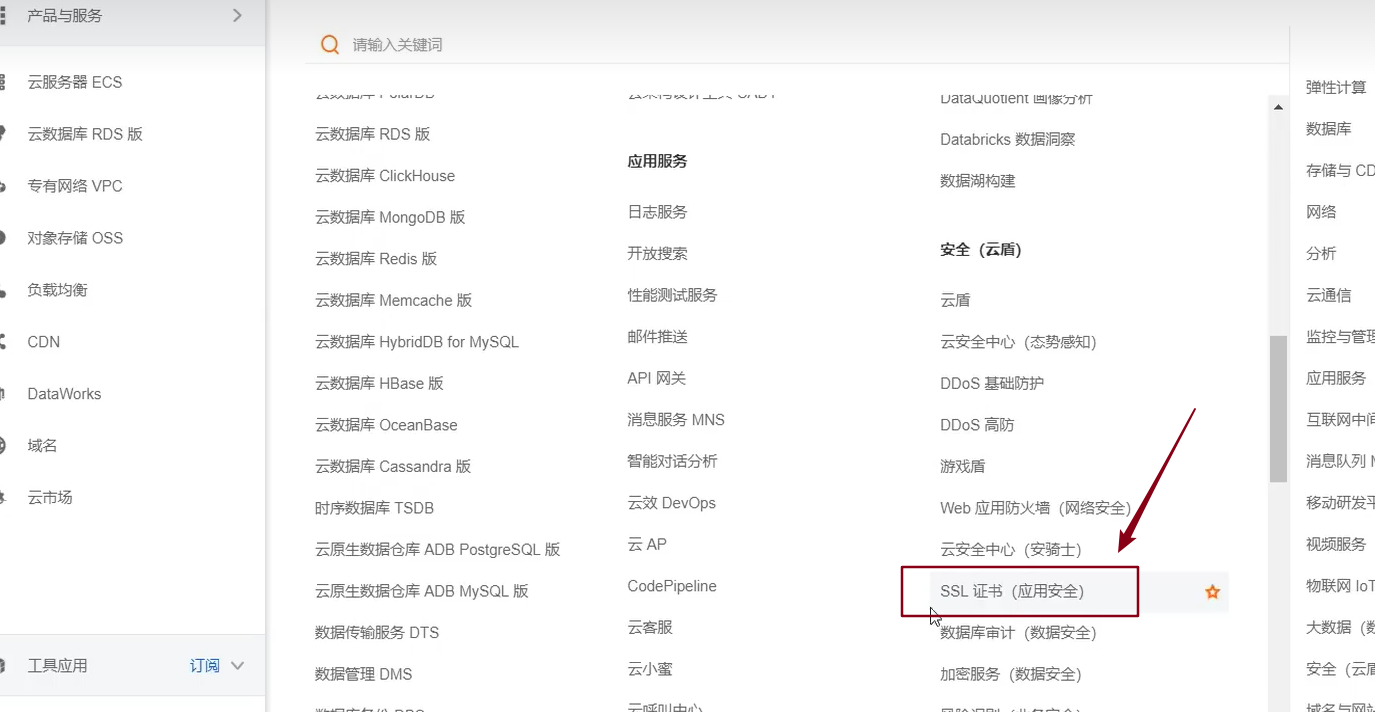 产品与服务
云服务器 ECS
云数据库 RDS 版
专有网络 VPC
对象存储 OSS
负载均衡
CDN
DataWorks
域名
云市场
工具应用
订阅
请输入关键词
云数据库 PolarDB
云数据库 RDS 版
云数据库 ClickHouse
云数据库 MongoDB 版
云数据库 Redis 版
云数据库 Memcache 版
云数据库 HybridDB for MySQL
云数据库 HBase 版
云数据库 OceanBase
云数据库 Cassandra 版
时序数据库 TSDB
云原生数据仓库 ADB PostgreSQL 版
云原生数据仓库 ADB MySQL 版
数据传输服务 DTS
数据管理 DMS
应用服务
日志服务
开放搜索
性能测试服务
邮件推送
API 网关
消息服务 MNS
智能对话分析
云效 DevOps
云 AP
CodePipeline
云客服
云小蜜
云呼叫中心
DataQuotient 画像分析
Databricks 数据洞察
数据湖构建
安全（云盾）
云盾
云安全中心（态势感知）
DDoS 基础防护
DDoS 高防
游戏盾
Web 应用防火墙（网络安全）
云安全中心（安骑士）
SSL 证书（应用安全）
数据库审计（数据安全）
加密服务（数据安全）
弹性计算
数据库
存储与 CD
网络
分析
云通信
监控与管理
应用服务
互联网中间
消息队列
移动研发平
视频服务
物联网 IoT
大数据（数
安全（云盾
域名与网站